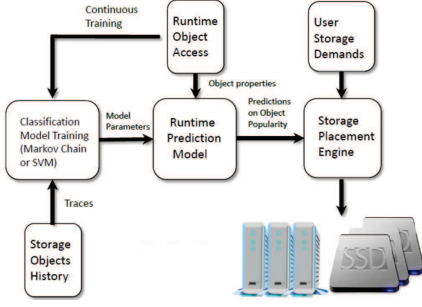 Continuous
Training
Runtime
Object
Access
User
Storage
Demands
Object properties
Classification
Model Training
(Markov Chain
or SVM)
Model
Parameters
Runtime
Prediction
Model
Predictions
on Object
Popularity
Storage
Placement
Engine
Traces
Storage
Objects
History
SSD